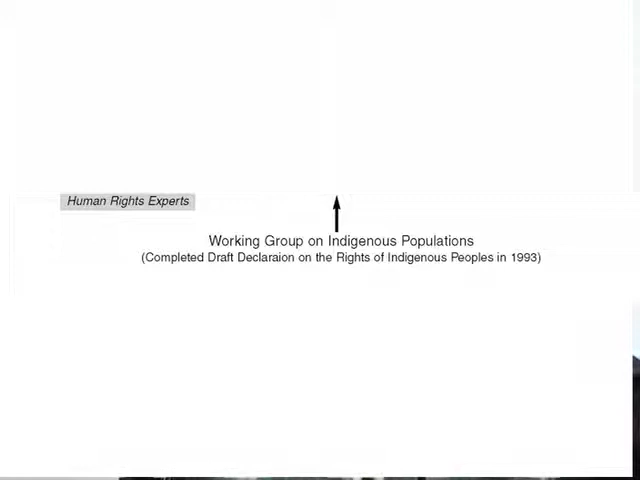 Human Rights Experts
Working Group on Indigenous Populations
(Completed Draft Declaraion on the Rights of Indigenous Peoples in 1993)